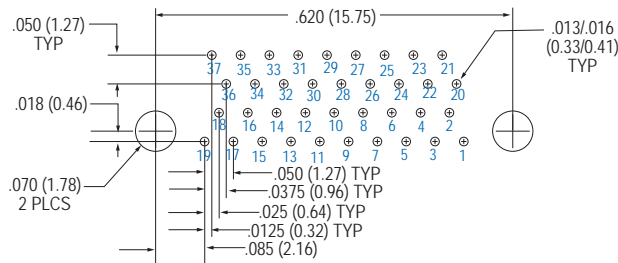 .620 (15.75)
.050 (1.27)
TYP
.013/.016
(0.33/0.41)
TYP
37 35 33 31 29 27 25 23 21
36 34 32 30 28 26 24 22 20
.018 (0.46)
18 16 14 12 10 8 6 4 2
19 17 15 13 11 9 7 5 3 1
.070 (1.78)
2 PLCS
.050 (1.27) TYP
.0375 (0.96) TYP
.025 (0.64) TYP
.0125 (0.32) TYP
.085 (2.16)